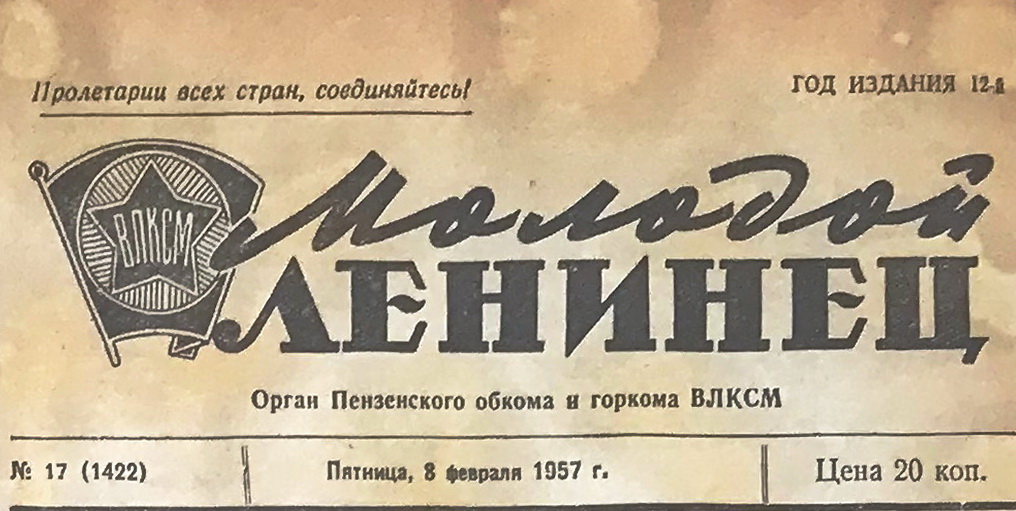 Пролетарии всех стран, соединяйтесь!
ГОД ИЗДАНИЯ 12-й
ВЛКСМ
Молодой
ЛЕНИНЕЦ
Орган Пензенского обкома и горкома ВЛКСМ
№ 17 (1422)
Пятница, 8 февраля 1957 г.
Цена 20 коп.